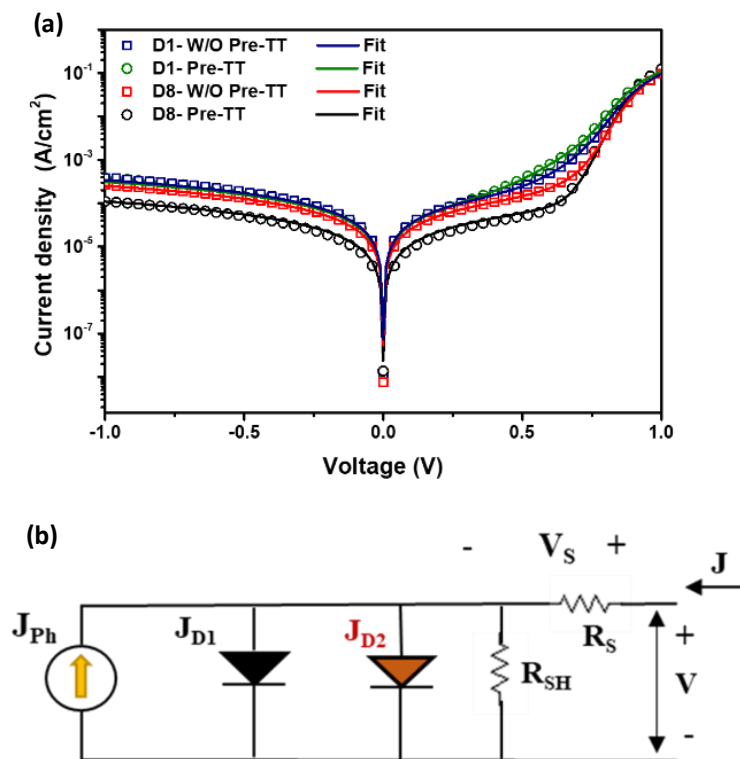 (a)
D1- W/O Pre-TT Fit
D1- Pre-TT Fit
D8- W/O Pre-TT Fit
D8- Pre-TT Fit
10⁻¹
10⁻³
10⁻⁵
10⁻⁷
Current density (A/cm²)
-1.0 -0.5 0.0 0.5 1.0
Voltage (V)
(b)
- V_S +
J
J_Ph
J_D1
J_D2
R_SH
R_S
+
V
-